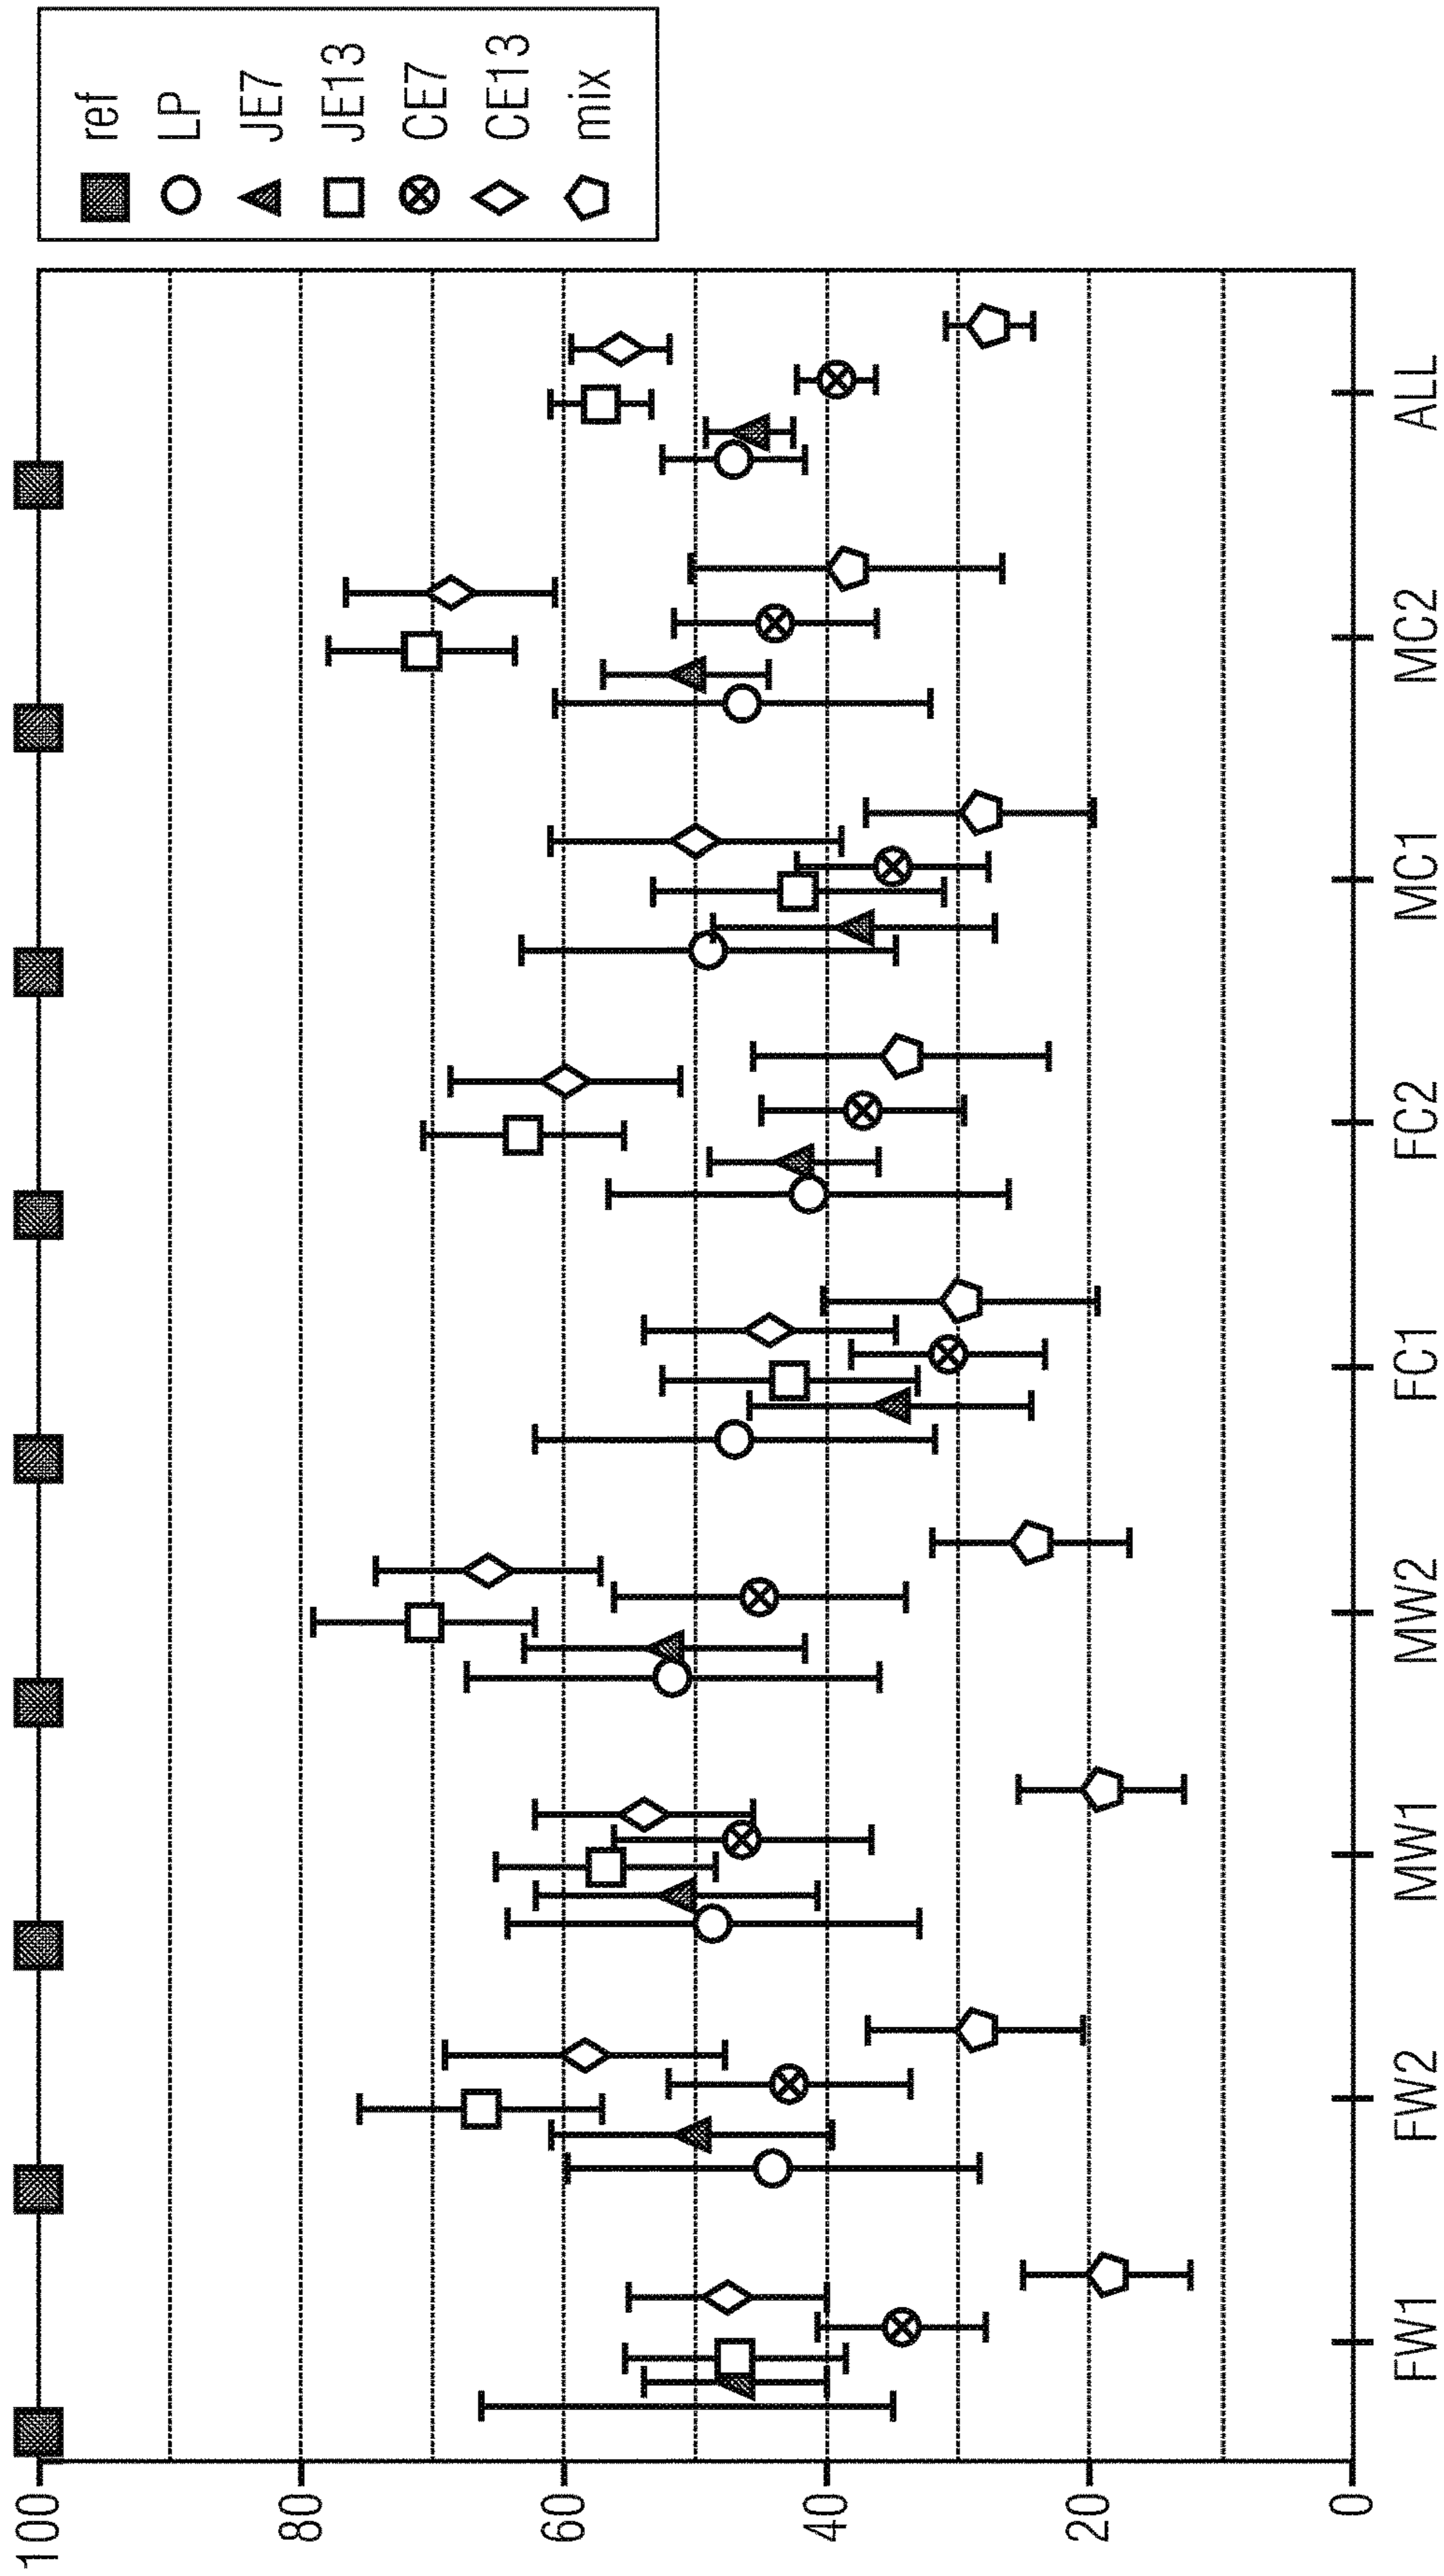 100
80
60
40
20
0
FW1
FW2
MW1
MW2
FC1
FC2
MC1
MC2
ALL
ref
LP
JE7
JE13
CE7
CE13
mix